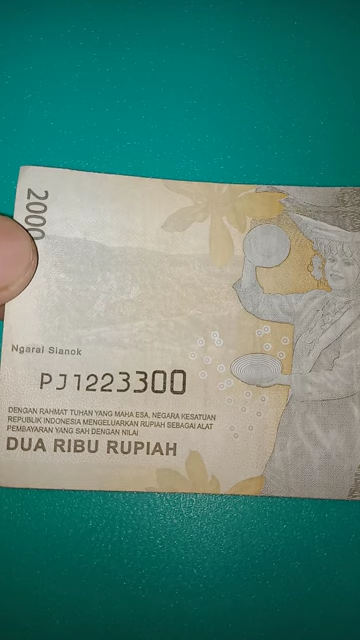 2000
Ngarai Sianok
PJ1223300
DENGAN RAHMAT TUHAN YANG MAHA ESA, NEGARA KESATUAN
REPUBLIK INDONESIA MENGELUARKAN RUPIAH SEBAGAI ALAT
PEMBAYARAN YANG SAH DENGAN NILAI
DUA RIBU RUPIAH